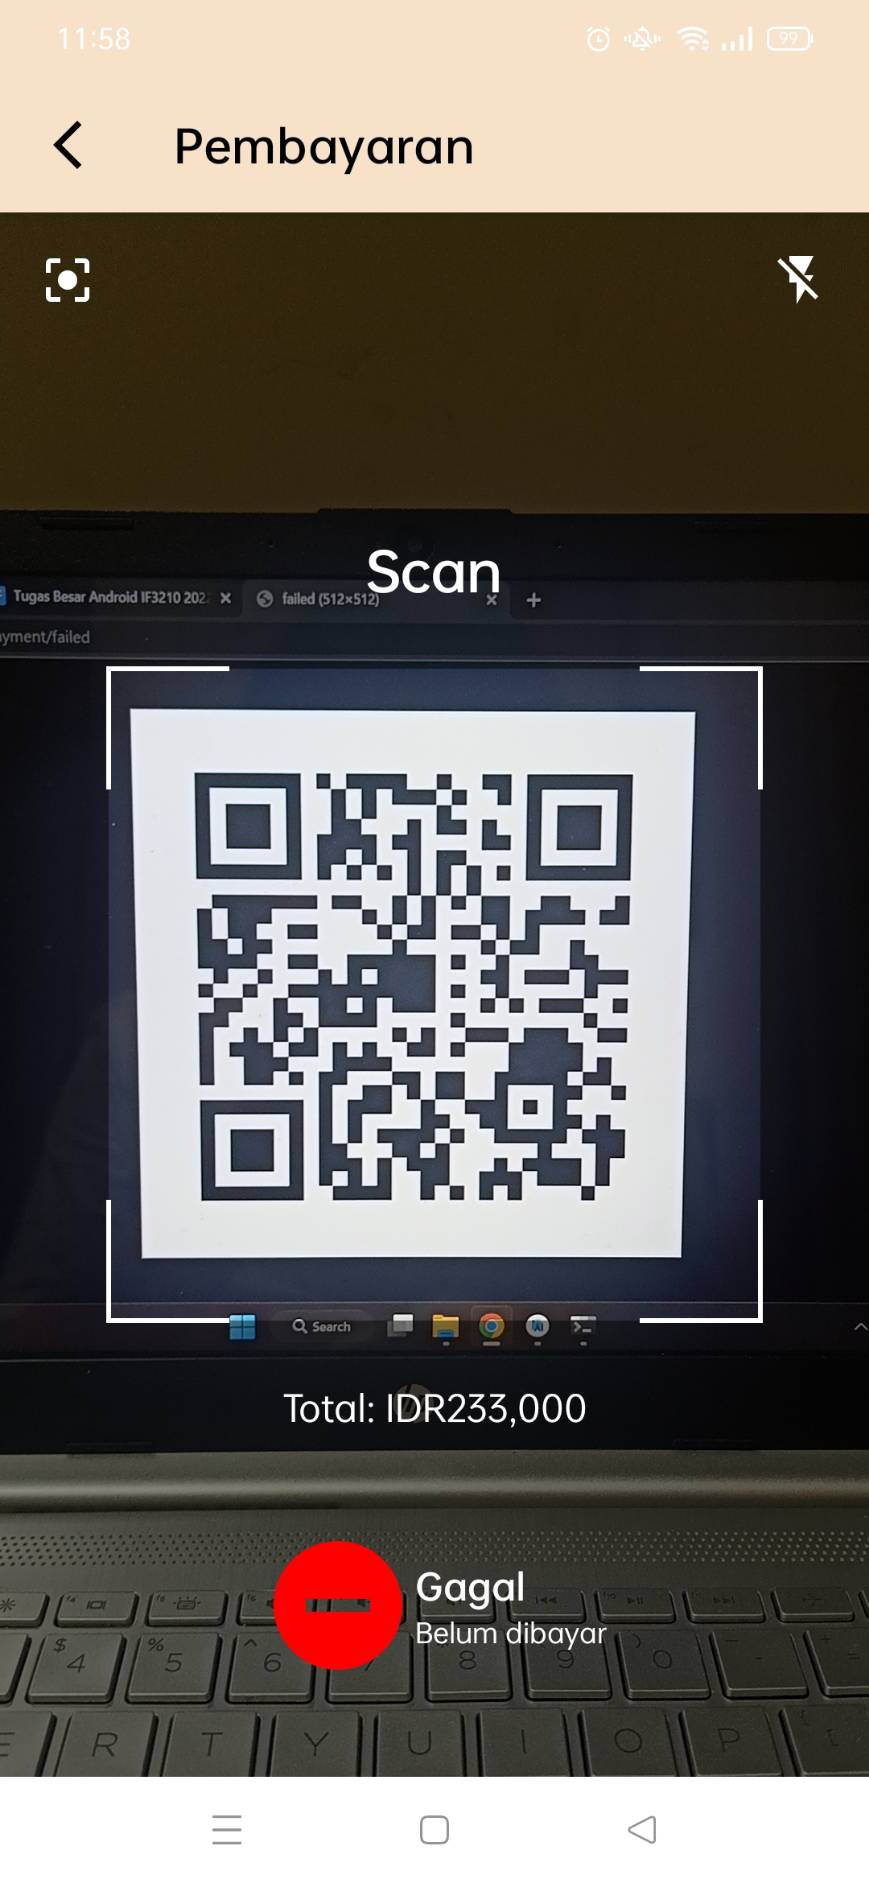 11:58
99
Pembayaran
Scan
Tugas Besar Android IF3210 202
failed (512×512)
yment/failed
Search
Total: IDR233,000
Gagal
Belum dibayar
$ % ^ )
4 5 6 7 8 9 0 -
E R T Y U I O P [